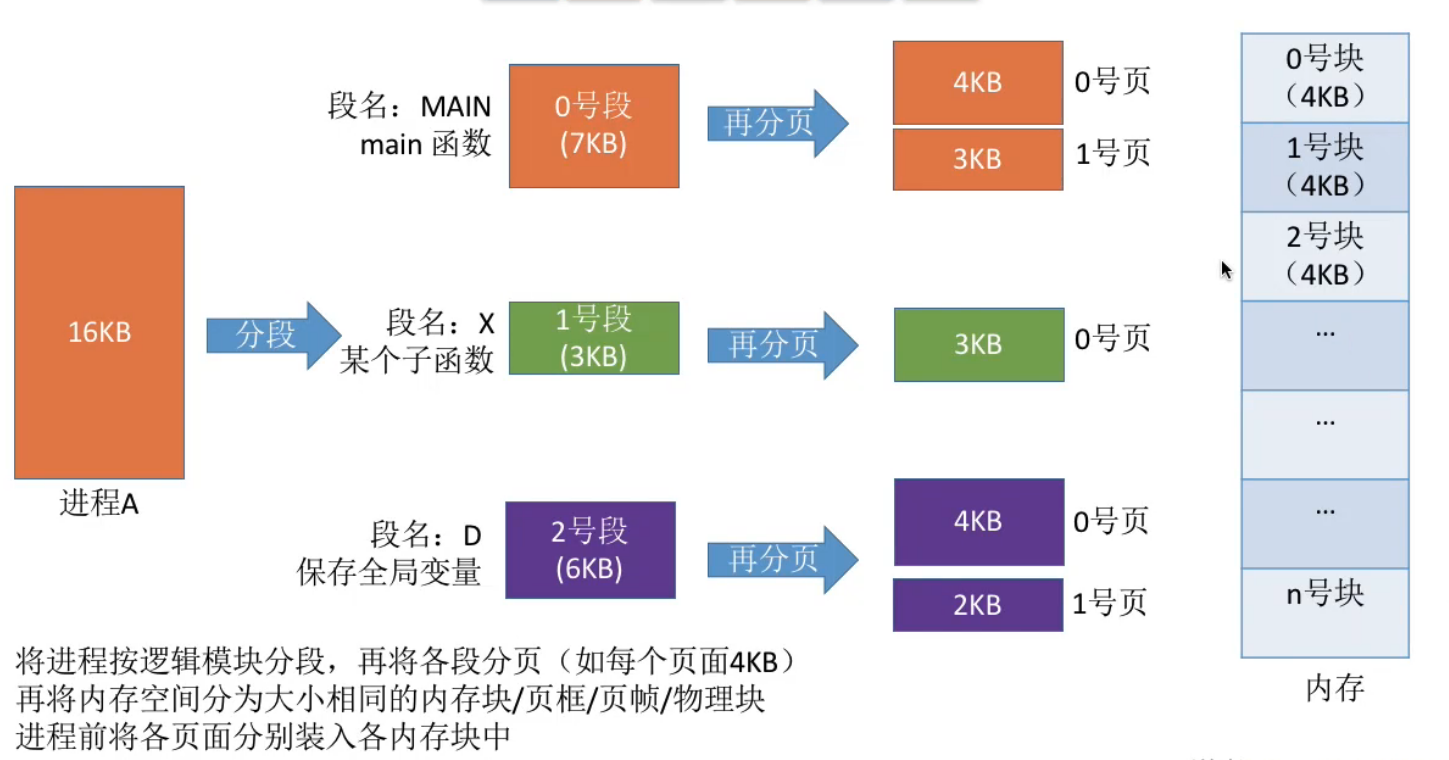 段名：MAIN
main 函数
0号段
(7KB)
再分页
4KB
0号页
3KB
1号页
16KB
进程A
分段
段名：X
某个子函数
1号段
(3KB)
再分页
3KB
0号页
段名：D
保存全局变量
2号段
(6KB)
再分页
4KB
0号页
2KB
1号页
0号块
（4KB）
1号块
（4KB）
2号块
（4KB）
...
...
...
n号块
内存
将进程按逻辑模块分段，再将各段分页（如每个页面4KB）
再将内存空间分为大小相同的内存块/页框/页帧/物理块
进程前将各页面分别装入各内存块中